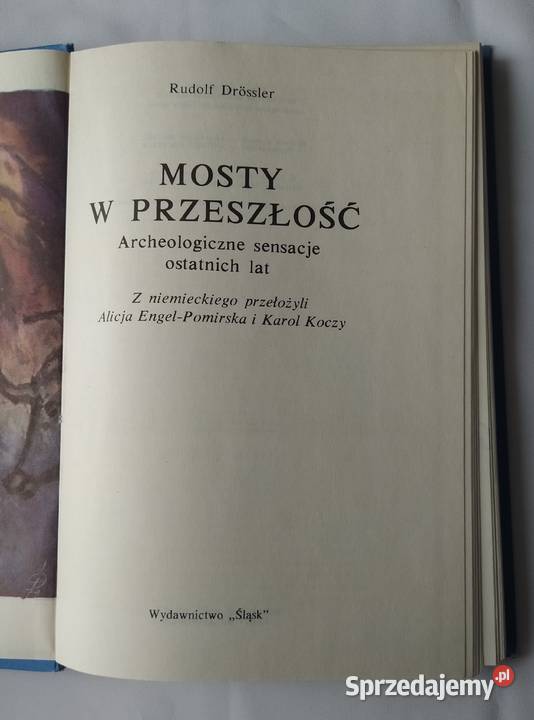 Rudolf Drössler
MOSTY
W PRZESZŁOŚĆ
Archeologiczne sensacje
ostatnich lat
Z niemieckiego przełożyli
Alicja Engel-Pomirska i Karol Koczy
Wydawnictwo „Śląsk"
Sprzedajemy.pl